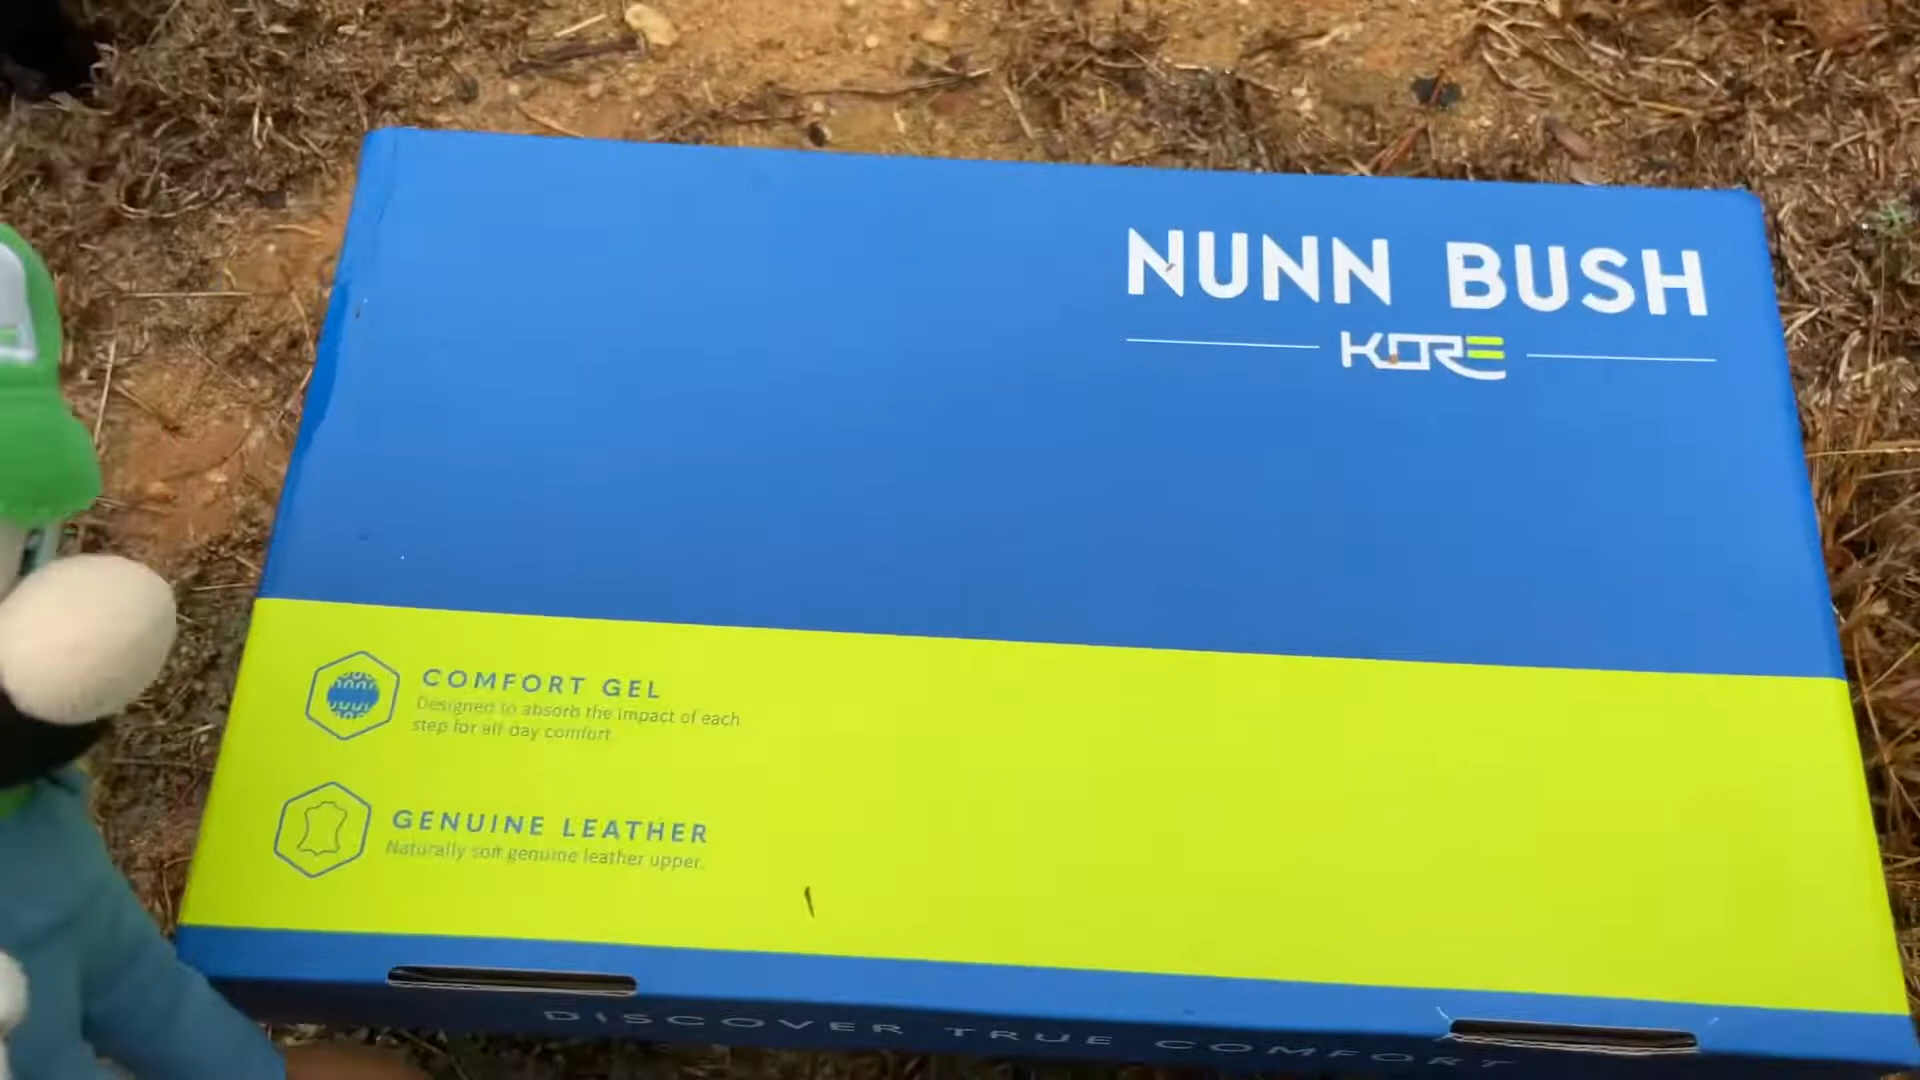 NUNN BUSH
KORE
COMFORT GEL
Designed to absorb the impact of each
step for all day comfort.
GENUINE LEATHER
Naturally soft genuine leather upper.
DISCOVER TRUE COMFORT